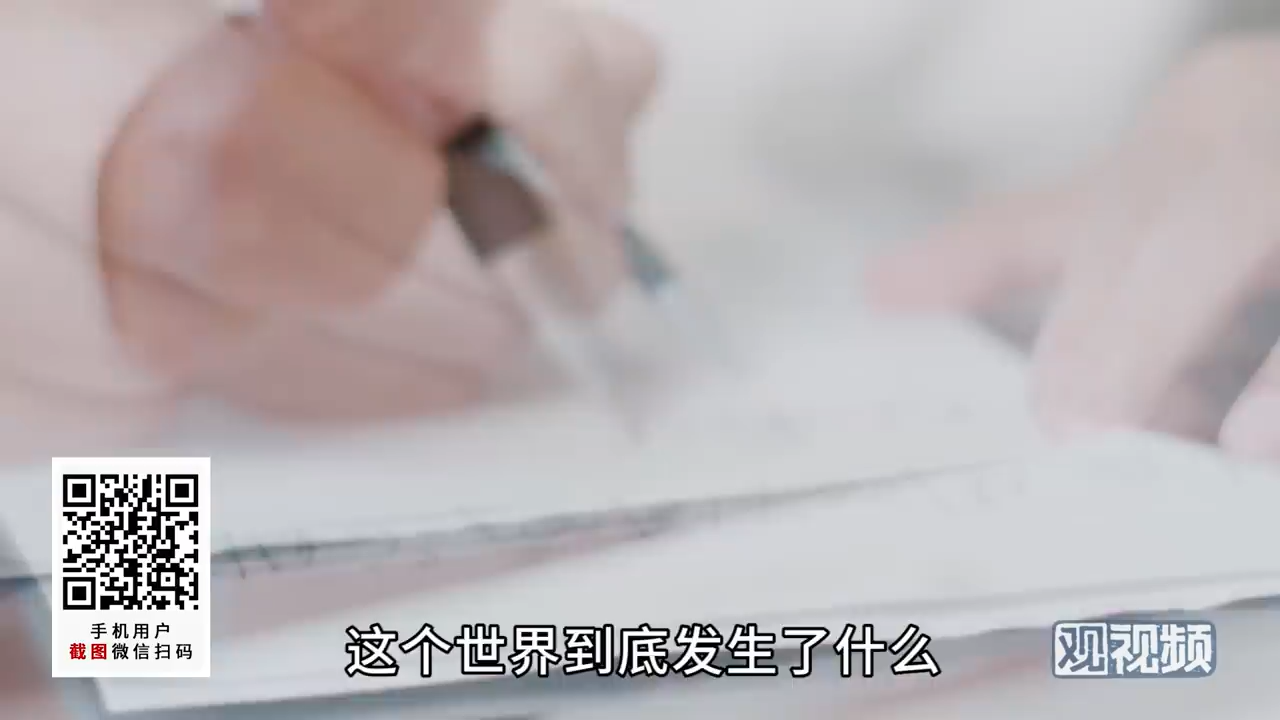 手机用户
截图微信扫码
这个世界到底发生了什么
观视频